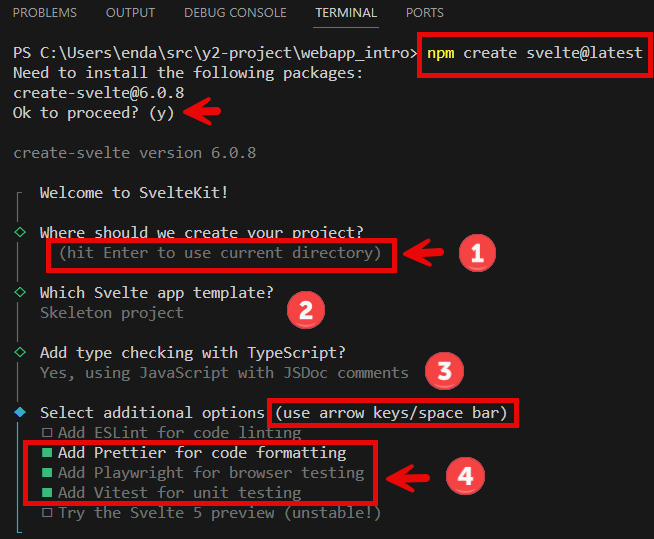 PROBLEMS OUTPUT DEBUG CONSOLE TERMINAL PORTS
PS C:\Users\enda\src\y2-project\webapp_intro> npm create svelte@latest
Need to install the following packages:
create-svelte@6.0.8
Ok to proceed? (y)
create-svelte version 6.0.8
Welcome to SvelteKit!
Where should we create your project?
(hit Enter to use current directory) 1
Which Svelte app template?
Skeleton project 2
Add type checking with TypeScript?
Yes, using JavaScript with JSDoc comments 3
Select additional options (use arrow keys/space bar)
Add ESLint for code linting
Add Prettier for code formatting
Add Playwright for browser testing 4
Add Vitest for unit testing
Try the Svelte 5 preview (unstable!)